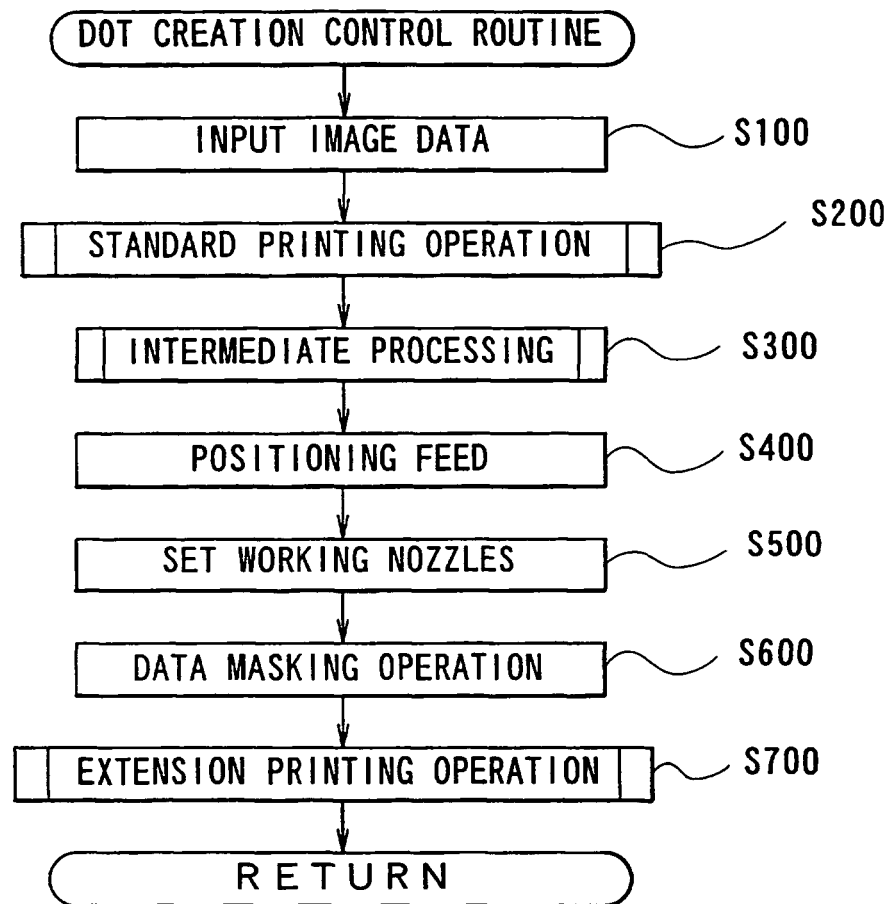 DOT CREATION CONTROL ROUTINE
INPUT IMAGE DATA S100
STANDARD PRINTING OPERATION S200
INTERMEDIATE PROCESSING S300
POSITIONING FEED S400
SET WORKING NOZZLES S500
DATA MASKING OPERATION S600
EXTENSION PRINTING OPERATION S700
RETURN